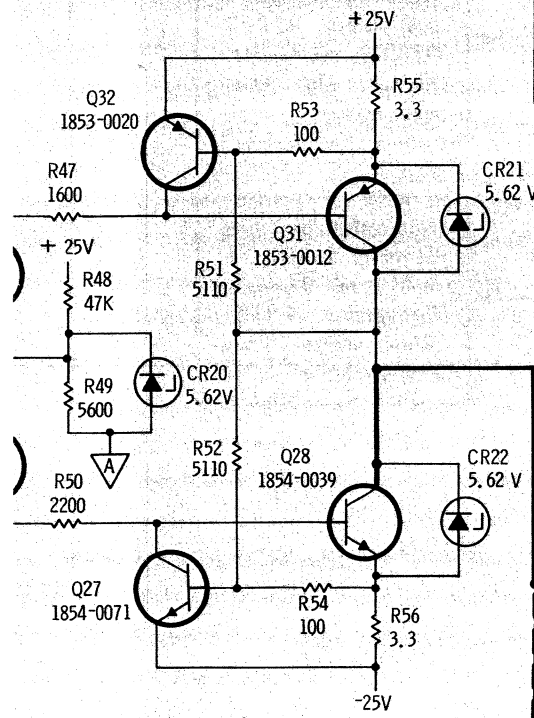 + 25V
R55
3.3
Q32
1853-0020
R53
100
R47
1600
CR21
5.62 V
Q31
1853-0012
+ 25V
R48
47K
R51
5110
R49
5600
CR20
5.62V
A
R52
5110
R50
2200
Q28
1854-0039
CR22
5.62 V
Q27
1854-0071
R54
100
R56
3.3
-25V